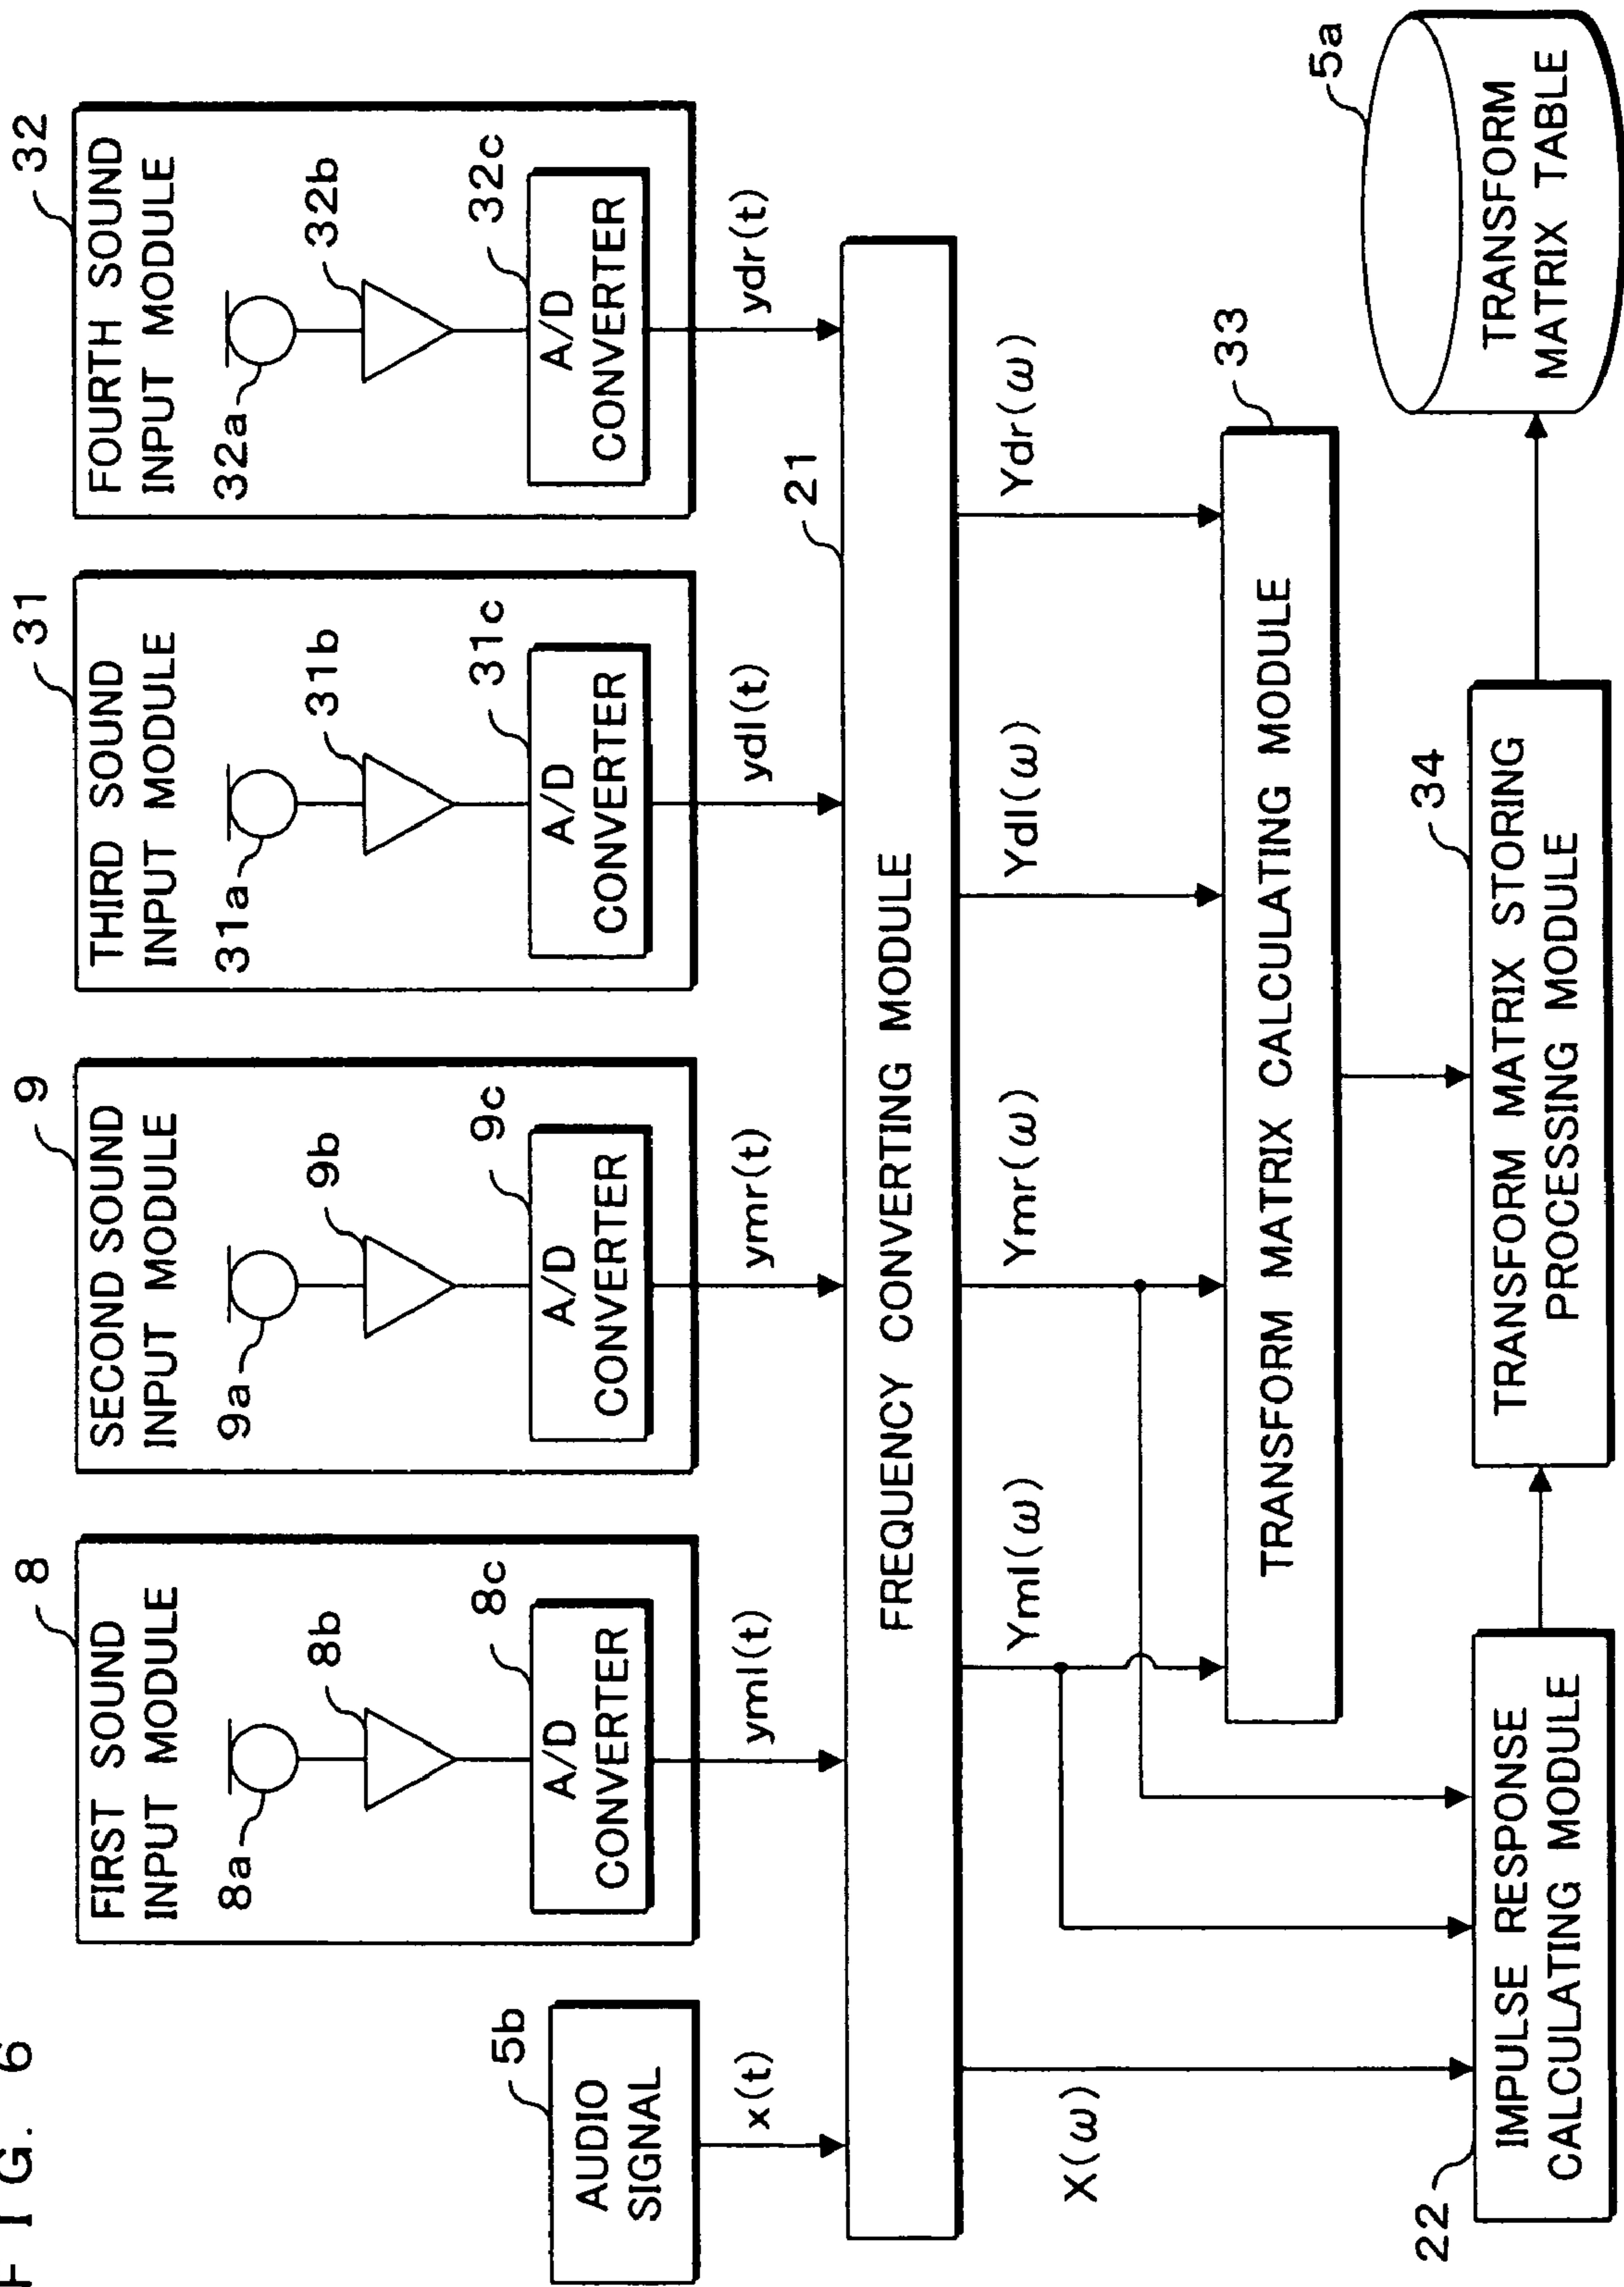 FIG. 6
5b
AUDIO
SIGNAL
x(t)
8
FIRST SOUND
INPUT MODULE
8a
8b
8c
A/D
CONVERTER
yml(t)
9
SECOND SOUND
INPUT MODULE
9a
9b
9c
A/D
CONVERTER
ymr(t)
31
THIRD SOUND
INPUT MODULE
31a
31b
31c
A/D
CONVERTER
ydl(t)
32
FOURTH SOUND
INPUT MODULE
32a
32b
32c
A/D
CONVERTER
ydr(t)
21
FREQUENCY CONVERTING MODULE
X(ω)
Yml(ω)
Ymr(ω)
Ydl(ω)
Ydr(ω)
33
TRANSFORM MATRIX CALCULATING MODULE
22
IMPULSE RESPONSE
CALCULATING MODULE
34
TRANSFORM MATRIX STORING
PROCESSING MODULE
5a
TRANSFORM
MATRIX TABLE